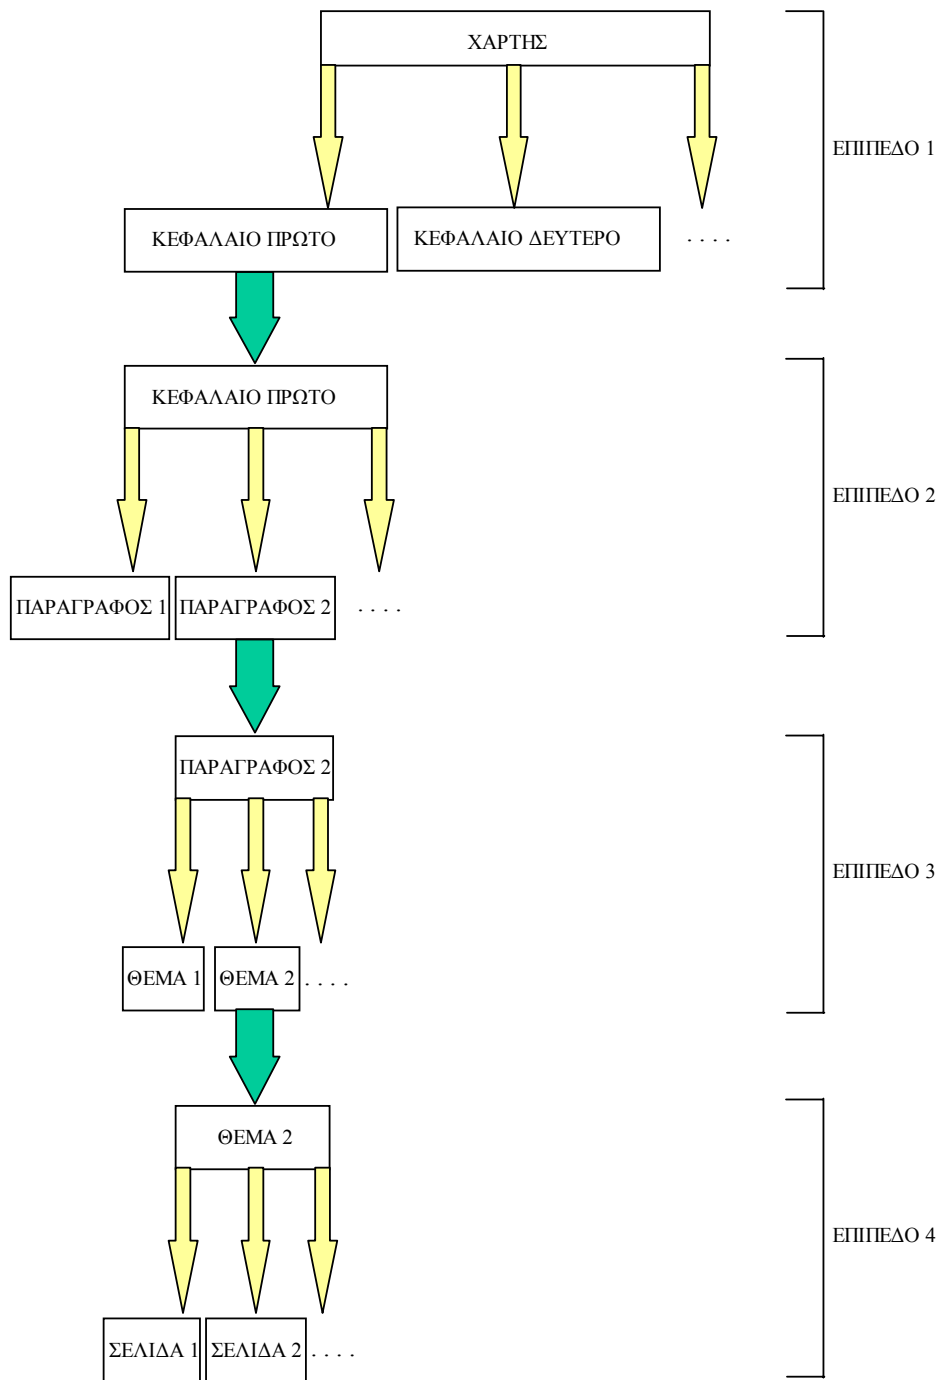 ΧΑΡΤΗΣ
ΕΠΙΠΕΔΟ 1
ΚΕΦΑΛΑΙΟ ΠΡΩΤΟ
ΚΕΦΑΛΑΙΟ ΔΕΥΤΕΡΟ
. . . .
ΚΕΦΑΛΑΙΟ ΠΡΩΤΟ
ΕΠΙΠΕΔΟ 2
ΠΑΡΑΓΡΑΦΟΣ 1
ΠΑΡΑΓΡΑΦΟΣ 2
. . . .
ΠΑΡΑΓΡΑΦΟΣ 2
ΕΠΙΠΕΔΟ 3
ΘΕΜΑ 1
ΘΕΜΑ 2
. . . .
ΘΕΜΑ 2
ΕΠΙΠΕΔΟ 4
ΣΕΛΙΔΑ 1
ΣΕΛΙΔΑ 2
. . . .